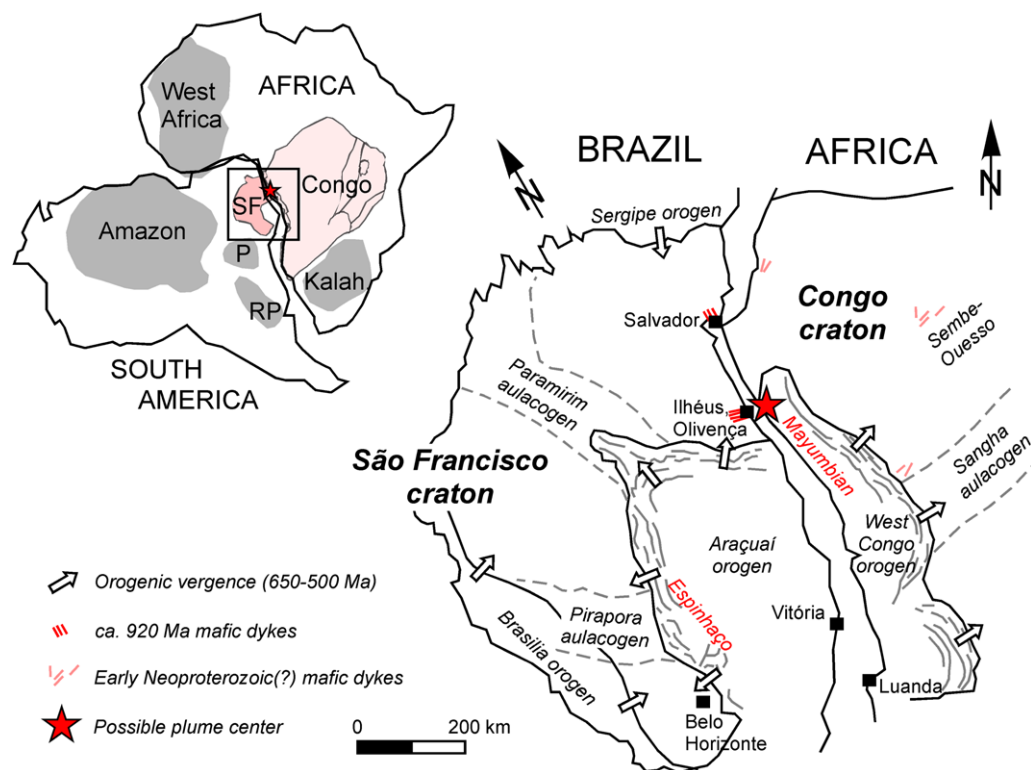 West
Africa
AFRICA
Congo
SF
Amazon
P
Kalah.
RP
SOUTH
AMERICA
BRAZIL
AFRICA
N
N
Sergipe orogen
Congo
craton
Salvador
Sembe-
Ouesso
Paramirim
aulacogen
Ilhéus,
Olivença
Mayumbian
São Francisco
craton
Sangha
aulacogen
West
Congo
orogen
Araçuaí
orogen
Espinhaço
Vitória
Pirapora
aulacogen
Brasilia orogen
Luanda
Belo
Horizonte
Orogenic vergence (650-500 Ma)
ca. 920 Ma mafic dykes
Early Neoproterozoic(?) mafic dykes
Possible plume center
0 200 km